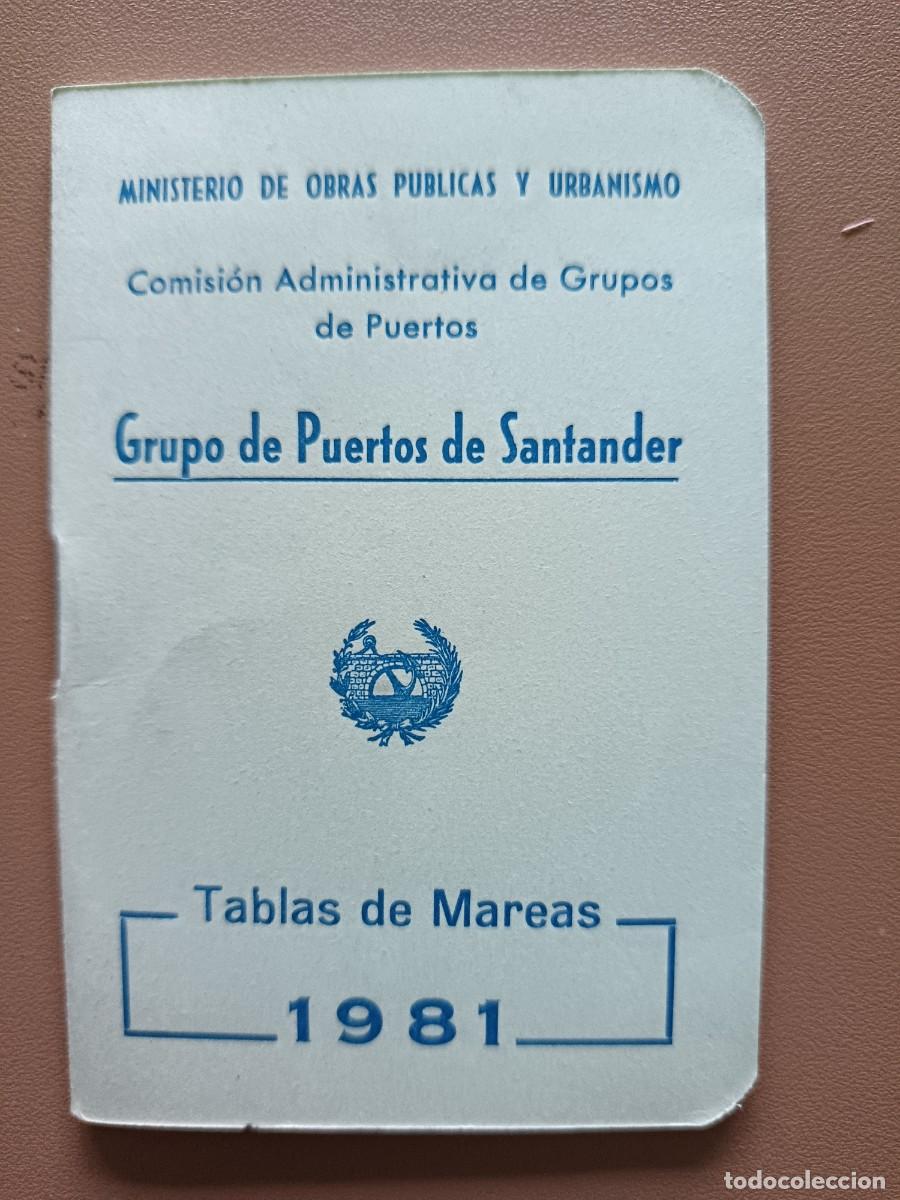 MINISTERIO DE OBRAS PUBLICAS Y URBANISMO
Comisión Administrativa de Grupos
de Puertos
Grupo de Puertos de Santander
Tablas de Mareas
1981
todocoleccion